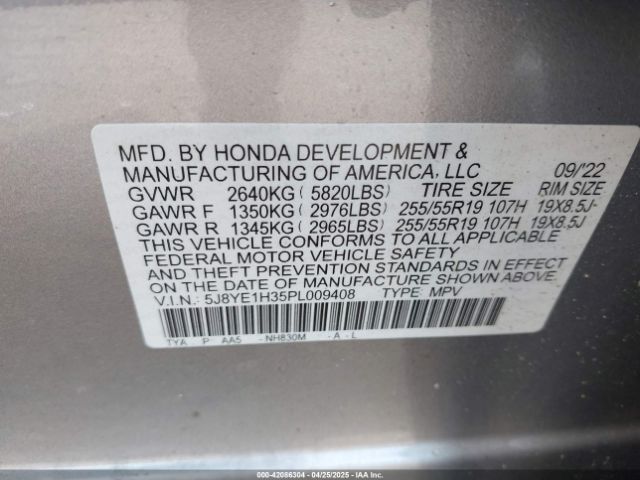 MFD. BY HONDA DEVELOPMENT &
MANUFACTURING OF AMERICA, LLC 09/'22
GVWR 2640KG ( 5820LBS) TIRE SIZE RIM SIZE
GAWR F 1350KG ( 2976LBS) 255/55R19 107H 19X8.5J
GAWR R 1345KG ( 2965LBS) 255/55R19 107H 19X8.5J
THIS VEHICLE CONFORMS TO ALL APPLICABLE
FEDERAL MOTOR VEHICLE SAFETY
AND THEFT PREVENTION STANDARDS IN EFFECT
ON THE DATE OF MANUFACTURE SHOWN ABOVE.
V.I.N.: 5J8YE1H35PL009408 TYPE: MPV
TYA P: AA5 -NH830M -A -L
000-42086304 - 04/25/2025 - IAAI, Inc.